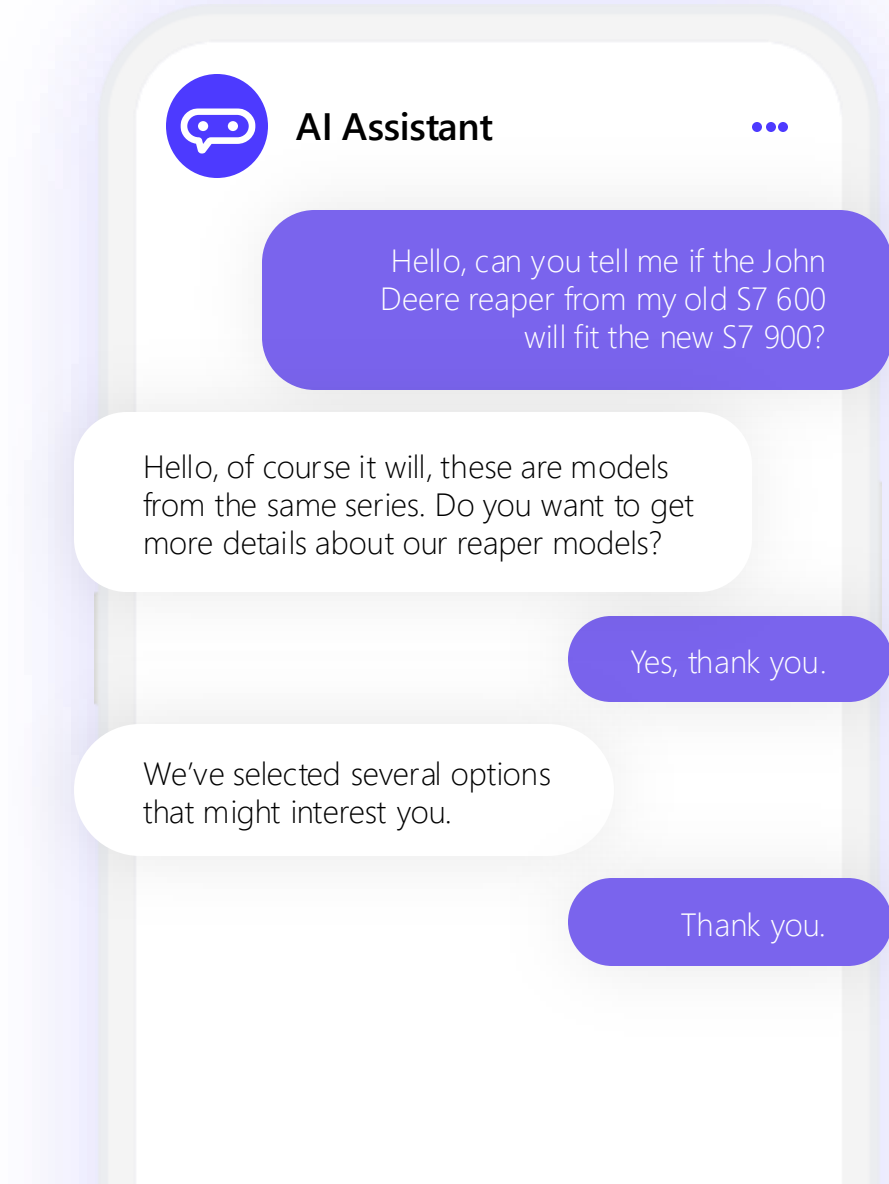 AI Assistant
Hello, can you tell me if the John
Deere reaper from my old S7 600
will fit the new S7 900?
Hello, of course it will, these are models
from the same series. Do you want to get
more details about our reaper models?
Yes, thank you.
We’ve selected several options
that might interest you.
Thank you.